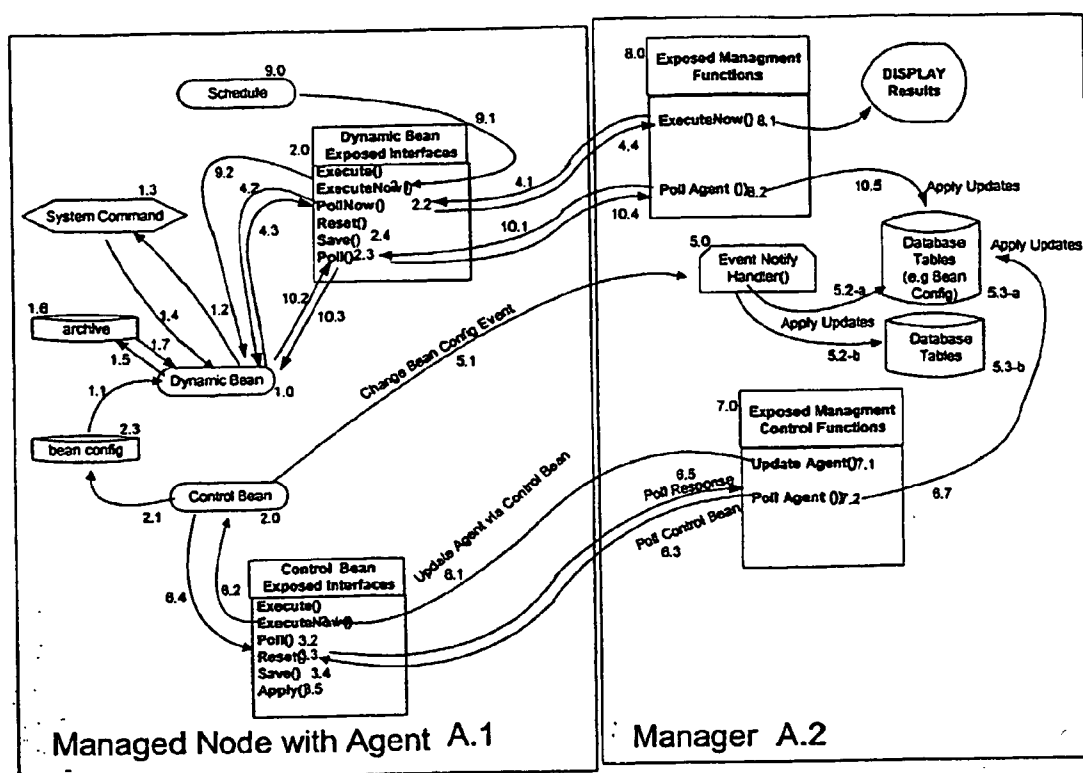 9.0
Schedule
9.1
2.0
Dynamic Bean
Exposed Interfaces
Execute()
ExecuteNow()
PollNow()
2.2
Reset()
Save() 2.4
Poll() 2.3
9.2
4.2
4.3
4.1
4.4
10.1
10.4
10.2
10.3
1.3
System Command
1.4
1.2
1.6
archive
1.7
1.5
Dynamic Bean
1.0
1.1
2.3
bean config
2.1
Control Bean
2.0
6.4
6.2
Control Bean
Exposed Interfaces
Execute()
ExecuteNow()
Poll() 3.2
Reset() 3.3
Save() 3.4
Apply() 3.5
Change Bean Config Event
5.1
Update Agent via Control Bean
6.1
6.5
Poll Response
Poll Control Bean
6.3
Managed Node with Agent A.1
8.0
Exposed Managment
Functions
ExecuteNow() 8.1
Poll Agent () 8.2
DISPLAY
Results
10.5
Apply Updates
5.0
Event Notify
Handler()
Database
Tables
(e.g Bean
Config)
Apply Updates
5.2-a
5.3-a
Apply Updates
5.2-b
Database
Tables
5.3-b
7.0
Exposed Managment
Control Functions
Update Agent() 7.1
Poll Agent () 7.2
6.7
Manager A.2